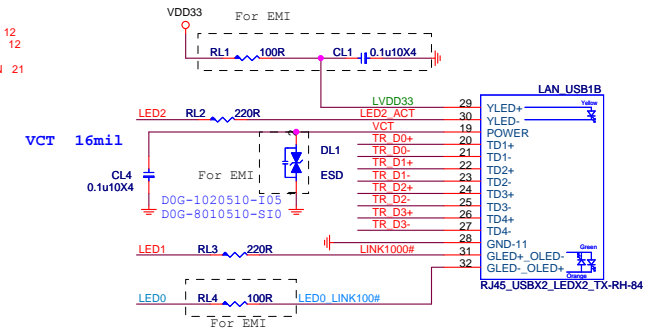 VDD33
For EMI
12
12
N 21
RL1 100R CL1 0.1u10X4
LAN_USB1B
LVDD33 29 YLED+ Yellow
LED2 RL2 220R LED2_ACT 30 YLED-
VCT 19 POWER
VCT 16mil
TR_D0+ 20 TD1+
TR_D0- 21 TD1-
TR_D1+ 22 TD2+
TR_D1- 23 TD2-
TR_D2+ 24 TD3+
TR_D2- 25 TD3-
TR_D3+ 26 TD4+
TR_D3- 27 TD4-
2
DL1
CL4 For EMI ESD
0.1u10X4
1
D0G-1020510-I05
D0G-8010510-SI0
28 GND-11
LED1 RL3 220R LINK1000# 31 GLED+_OLED- Green
32 GLED-_OLED+
Orange
RJ45_USBX2_LEDX2_TX-RH-84
LED0 RL4 100R LED0_LINK100#
For EMI